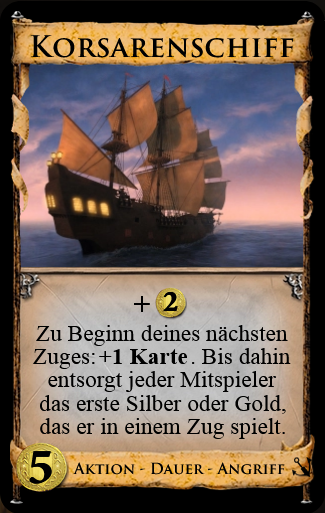 KORSARENSCHIFF
+ 2
Zu Beginn deines nächsten
Zuges: +1 Karte. Bis dahin
entsorgt jeder Mitspieler
das erste Silber oder Gold,
das er in einem Zug spielt.
5 AKTION - DAUER - ANGRIFF